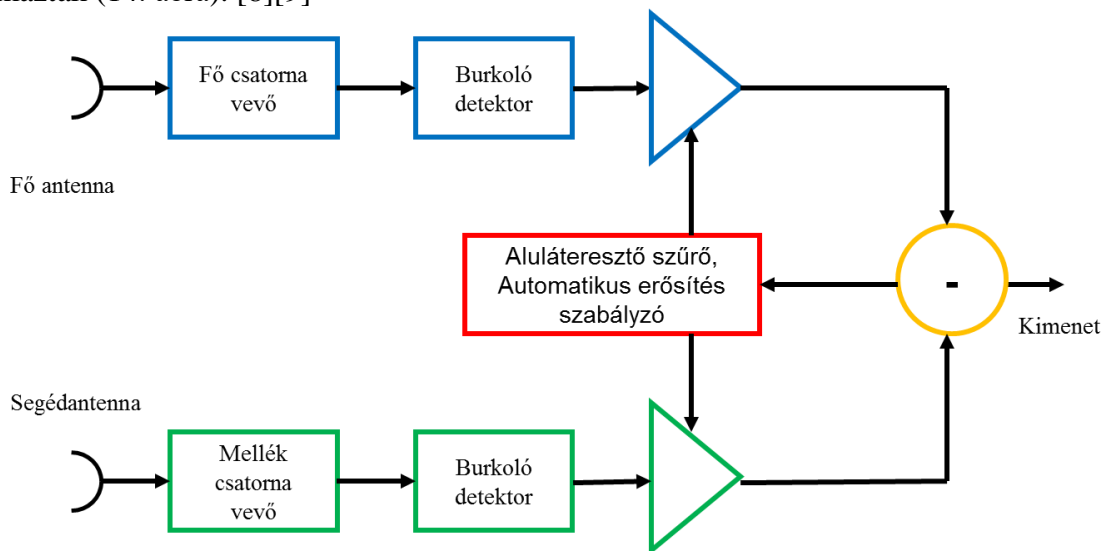 Fő csatorna
vevő
Burkoló
detektor
Fő antenna
Aluláteresztő szűrő,
Automatikus erősítés
szabályzó
-
Kimenet
Segédantenna
Mellék
csatorna
vevő
Burkoló
detektor